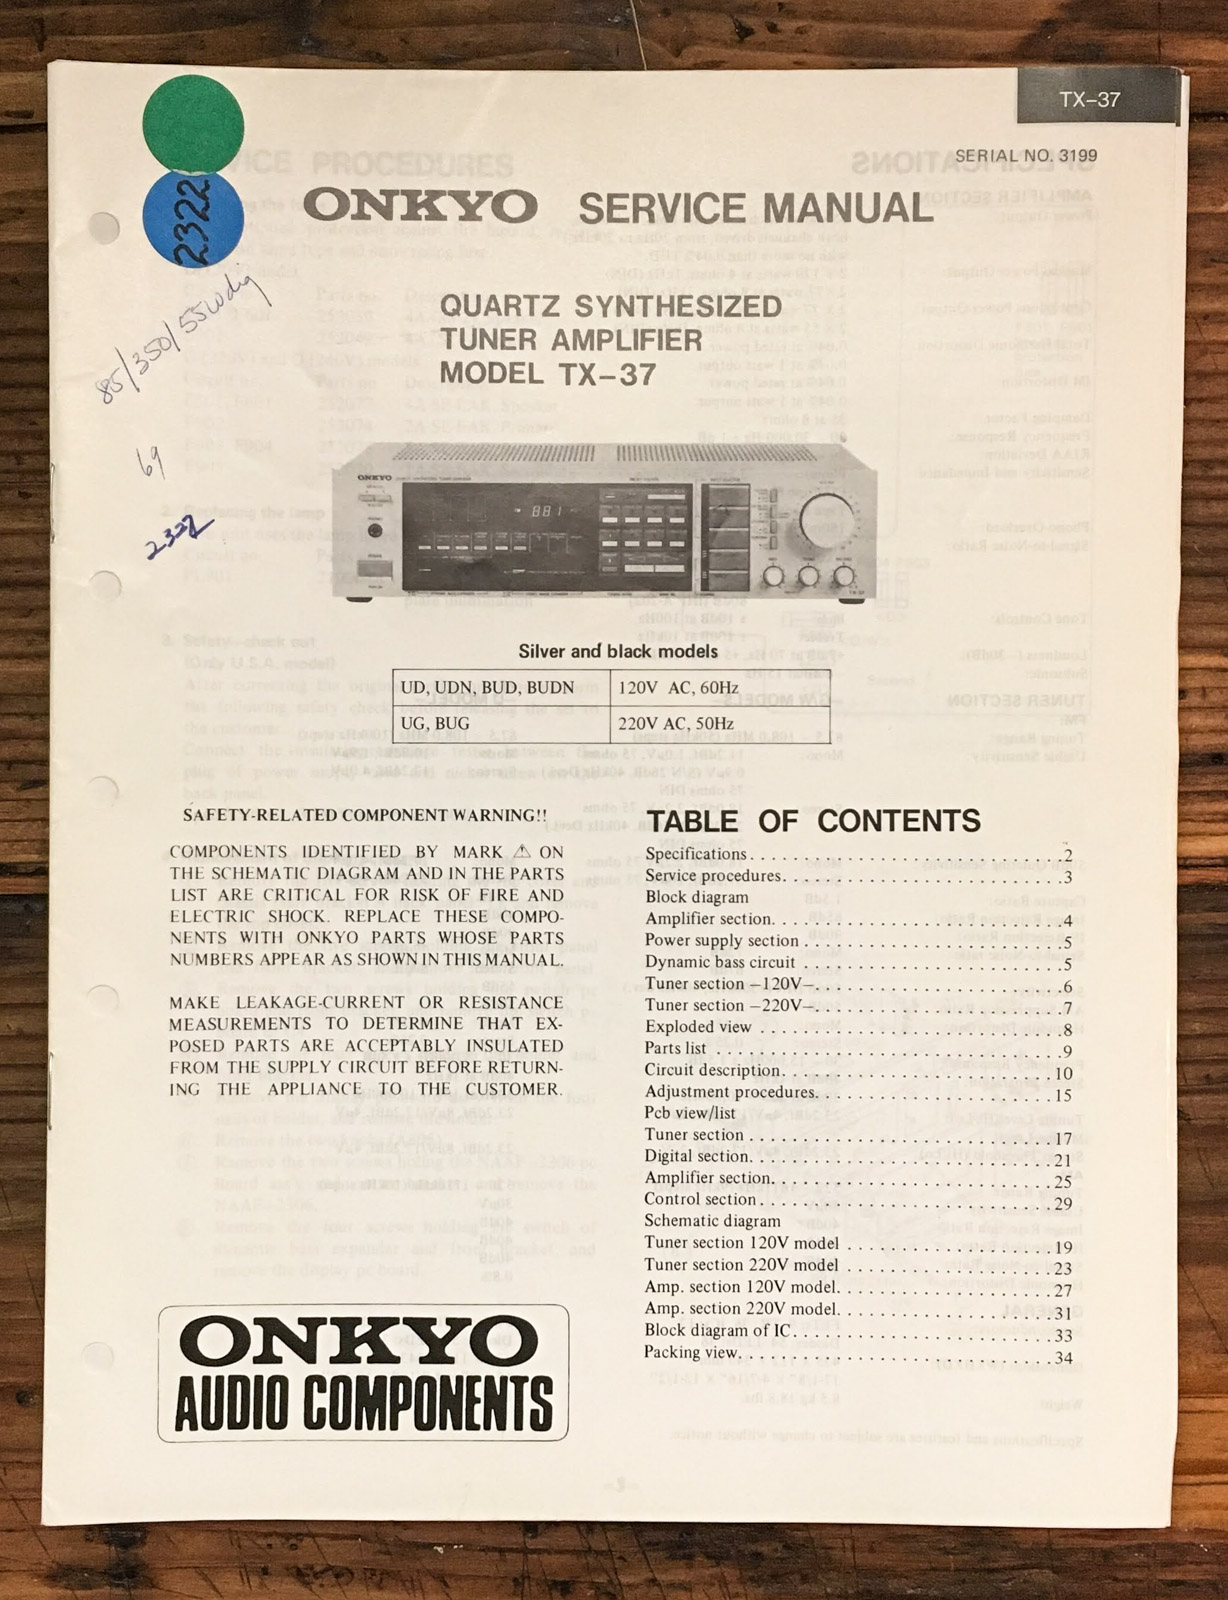 TX-37
SERIAL NO. 3199
ONKYO SERVICE MANUAL
2322
85/350/55wdig
69
2322
QUARTZ SYNTHESIZED
TUNER AMPLIFIER
MODEL TX-37
ONKYO
881
Silver and black models
UD, UDN, BUD, BUDN 120V AC, 60Hz
UG, BUG 220V AC, 50Hz
SAFETY-RELATED COMPONENT WARNING!!
COMPONENTS IDENTIFIED BY MARK ⚠ ON
THE SCHEMATIC DIAGRAM AND IN THE PARTS
LIST ARE CRITICAL FOR RISK OF FIRE AND
ELECTRIC SHOCK. REPLACE THESE COMPO-
NENTS WITH ONKYO PARTS WHOSE PARTS
NUMBERS APPEAR AS SHOWN IN THIS MANUAL.
MAKE LEAKAGE-CURRENT OR RESISTANCE
MEASUREMENTS TO DETERMINE THAT EX-
POSED PARTS ARE ACCEPTABLY INSULATED
FROM THE SUPPLY CIRCUIT BEFORE RETURN-
ING THE APPLIANCE TO THE CUSTOMER.
TABLE OF CONTENTS
Specifications . . . . . . . . . . 2
Service procedures. . . . . . . . . . 3
Block diagram
Amplifier section. . . . . . . . . . 4
Power supply section . . . . . . . . . . 5
Dynamic bass circuit . . . . . . . . . . 5
Tuner section -120V-. . . . . . . . . . 6
Tuner section -220V-. . . . . . . . . . 7
Exploded view . . . . . . . . . . 8
Parts list . . . . . . . . . . 9
Circuit description. . . . . . . . . . 10
Adjustment procedures. . . . . . . . . . 15
Pcb view/list
Tuner section . . . . . . . . . . 17
Digital section. . . . . . . . . . 21
Amplifier section. . . . . . . . . . 25
Control section . . . . . . . . . . 29
Schematic diagram
Tuner section 120V model . . . . . . . . . . 19
Tuner section 220V model . . . . . . . . . . 23
Amp. section 120V model. . . . . . . . . . 27
Amp. section 220V model. . . . . . . . . . 31
Block diagram of IC. . . . . . . . . . 33
Packing view. . . . . . . . . . 34
ONKYO
AUDIO COMPONENTS